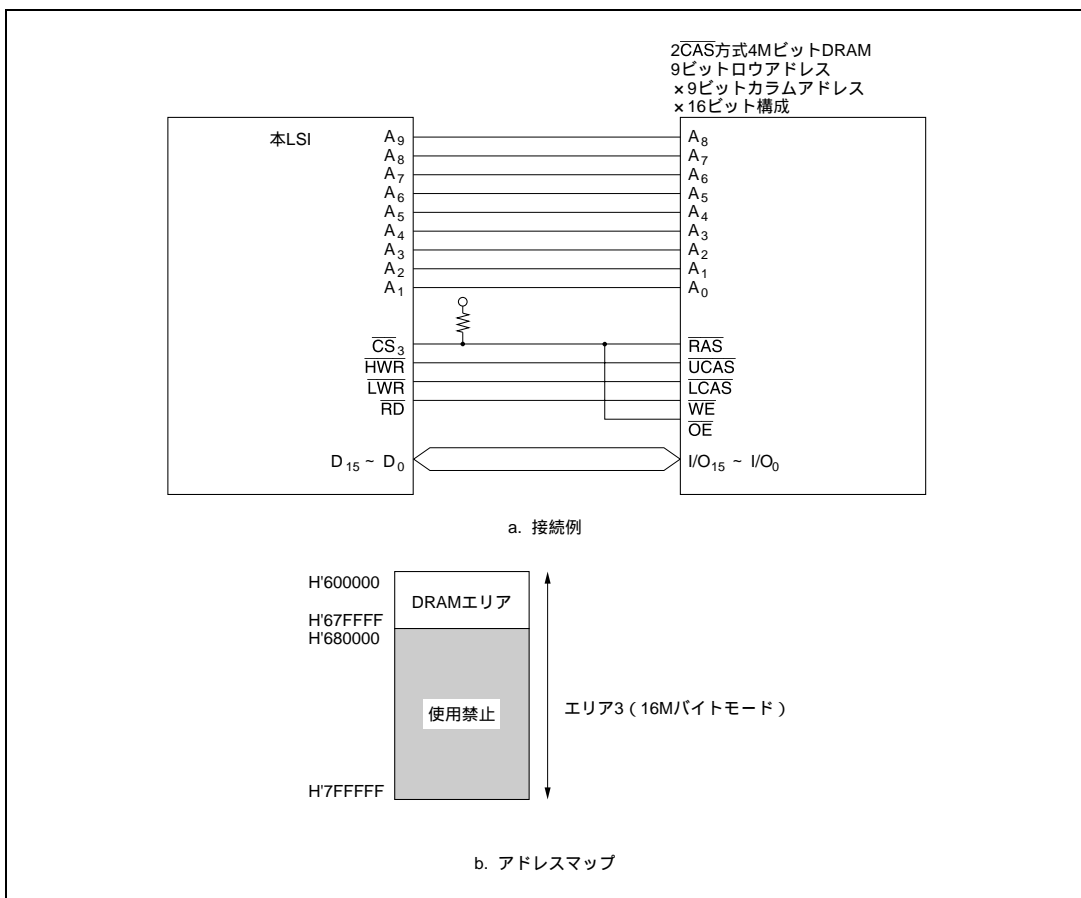 2CAS方式4MビットDRAM
9ビットロウアドレス
×9ビットカラムアドレス
×16ビット構成
本LSI
A9 A8
A8 A7
A7 A6
A6 A5
A5 A4
A4 A3
A3 A2
A2 A1
A1 A0
CS3 RAS
HWR UCAS
LWR LCAS
RD WE
OE
D15 ~ D0 I/O15 ~ I/O0
a. 接続例
H'600000
DRAMエリア
H'67FFFF
H'680000
使用禁止
エリア3(16Mバイトモード)
H'7FFFFF
b. アドレスマップ